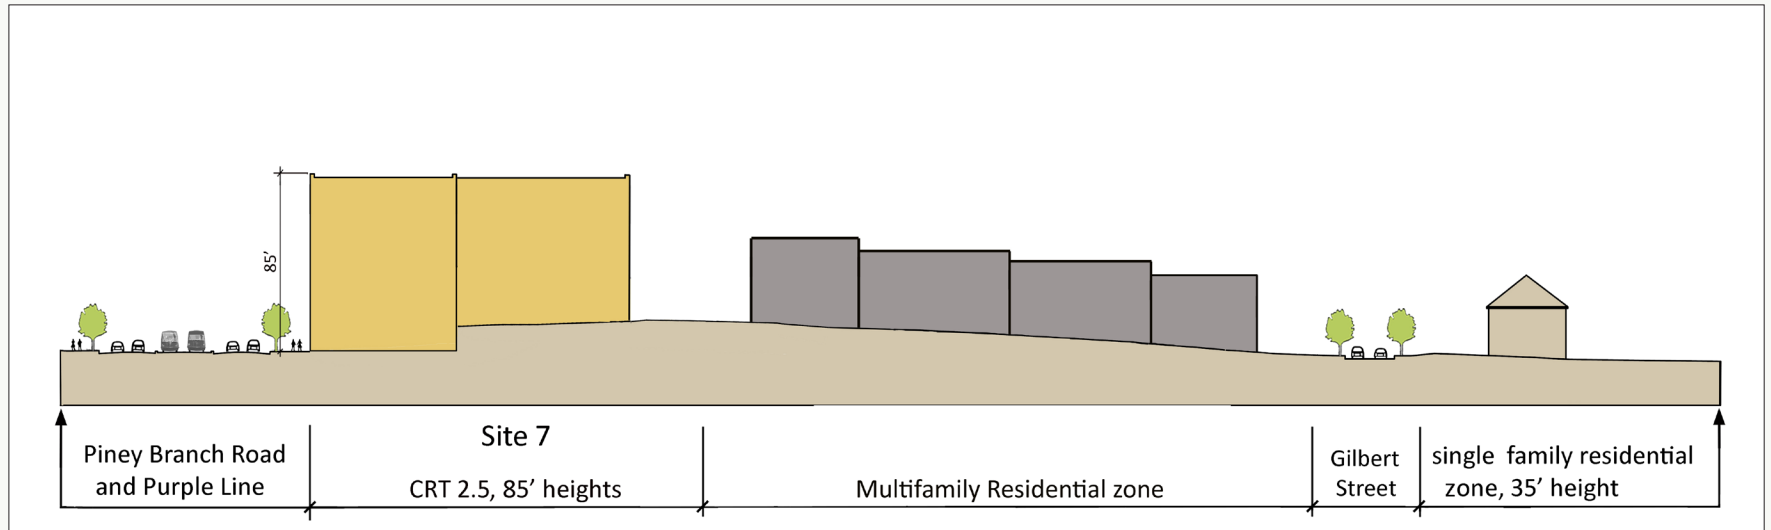 85’
Piney Branch Road
and Purple Line
Site 7
CRT 2.5, 85’ heights
Multifamily Residential zone
Gilbert
Street
single family residential
zone, 35’ height